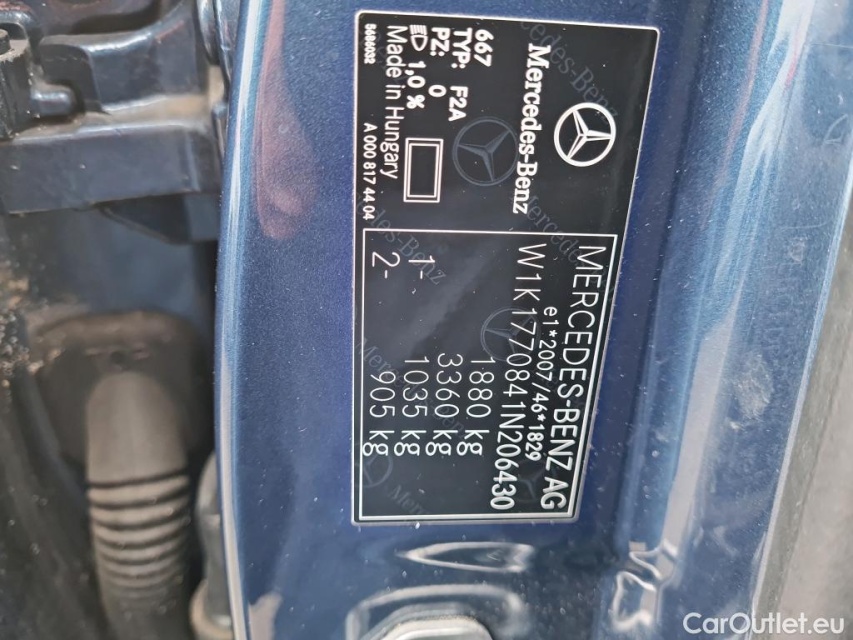 Mercedes-Benz
667
TYP: F2A
PZ: 0
1,0 %
Made in Hungary
5686032
A 000 817 44 04
MERCEDES-BENZ AG
e1*2007/46*1829
W1K1770841N206430
1880 kg
3360 kg
1- 1035 kg
2- 905 kg
CarOutlet.eu